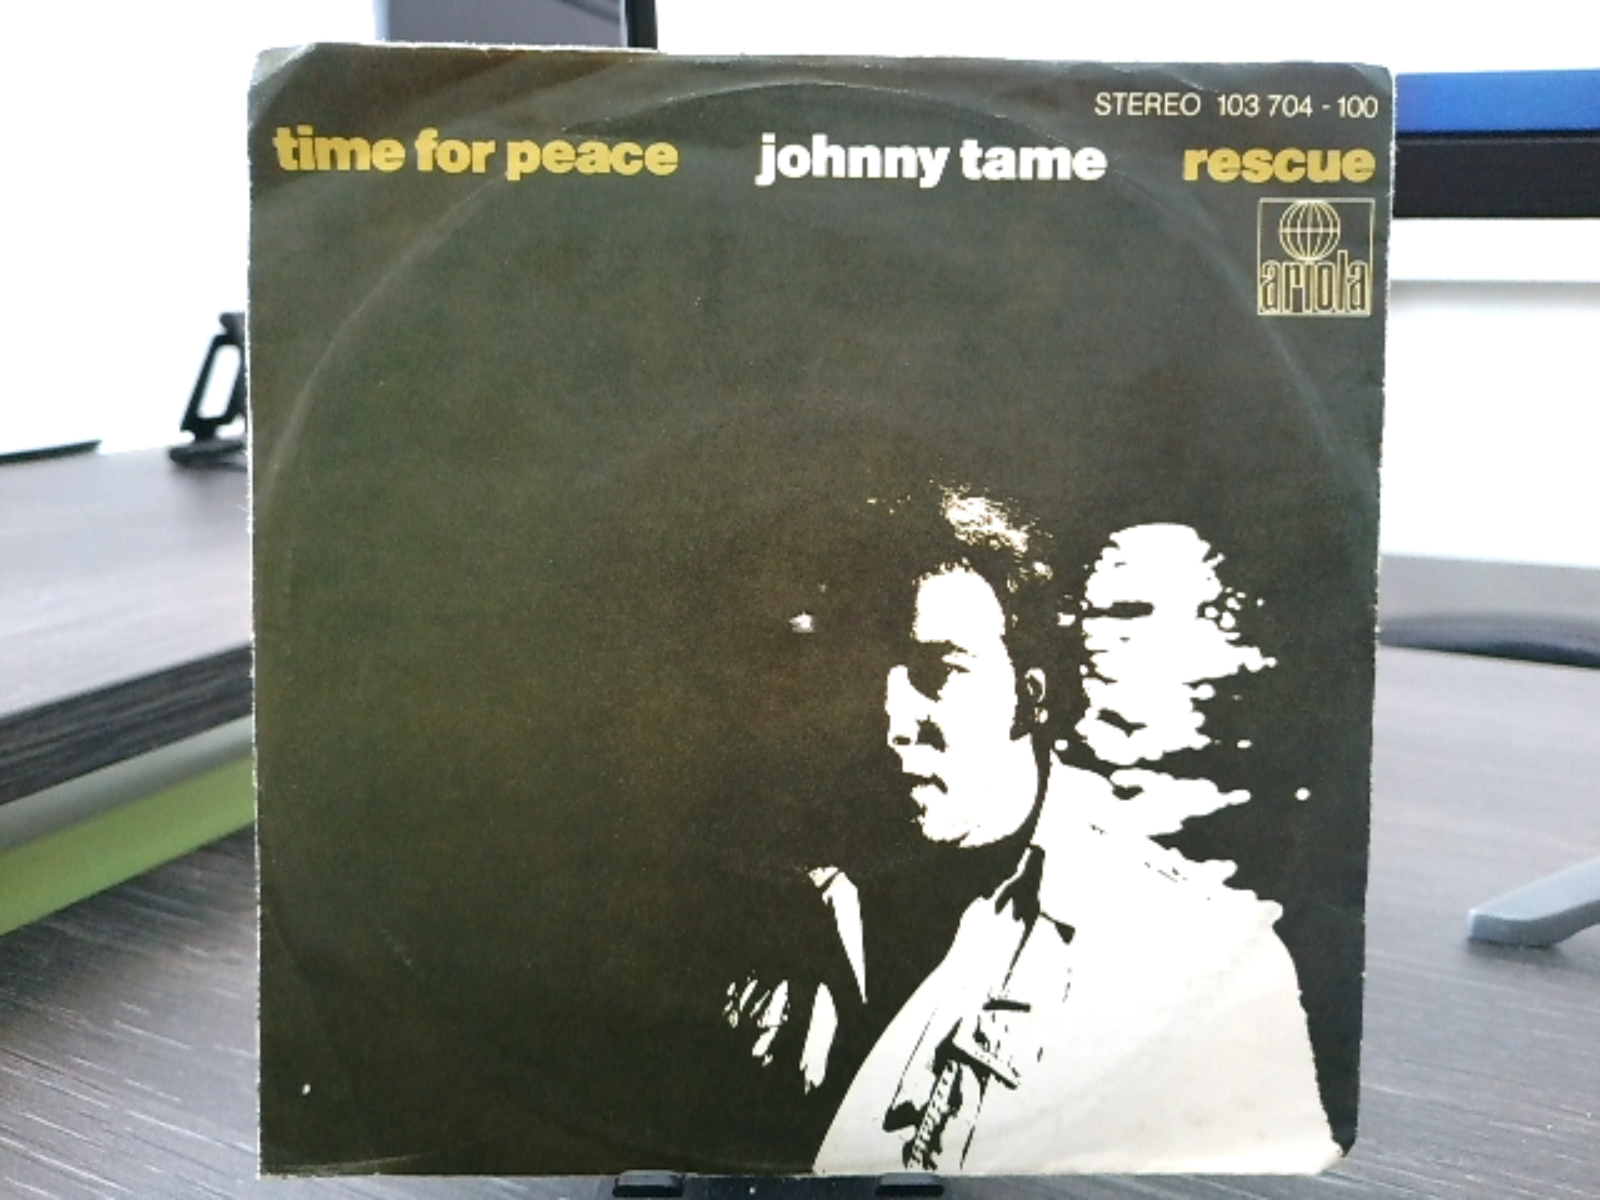 STEREO 103 704 - 100
time for peace johnny tame rescue
ariola